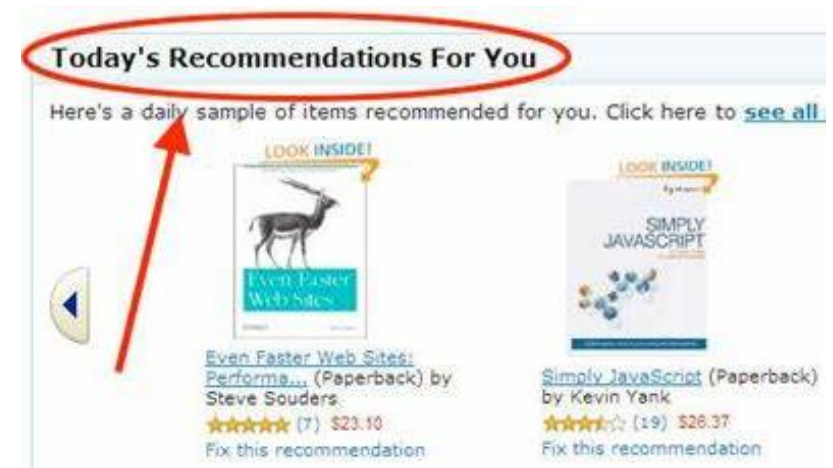 Today's Recommendations For You
Here's a daily sample of items recommended for you. Click here to see all
LOOK INSIDE!
Even Faster
Web Sites
Even Faster Web Sites:
Performa... (Paperback) by
Steve Souders
(7) $23.10
Fix this recommendation
LOOK INSIDE!
SIMPLY
JAVASCRIPT
Simply JavaScript (Paperback)
by Kevin Yank
(19) $26.37
Fix this recommendation